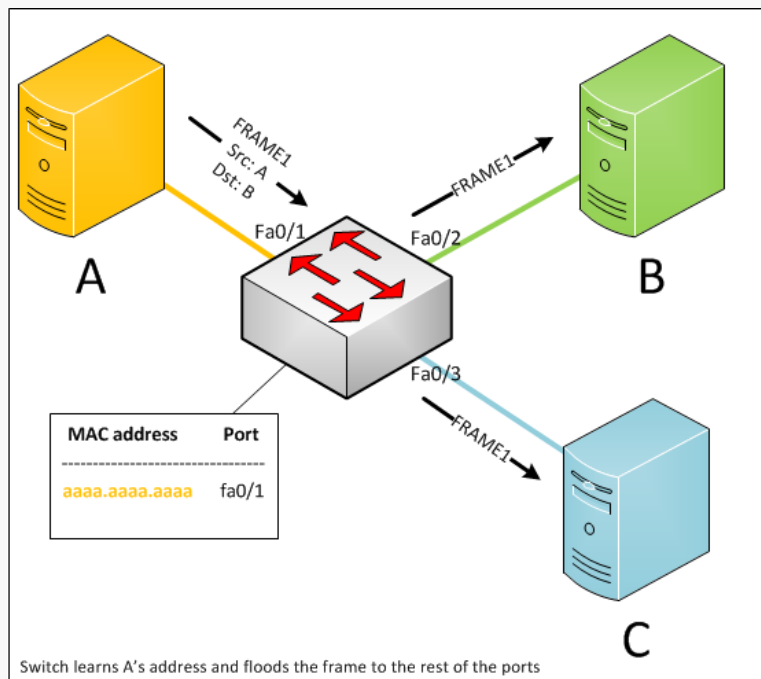 FRAME1
Src: A
Dst: B
FRAME1
Fa0/1
Fa0/2
A
B
Fa0/3
FRAME1
MAC address Port
----------------------------------
aaaa.aaaa.aaaa fa0/1
C
Switch learns A's address and floods the frame to the rest of the ports